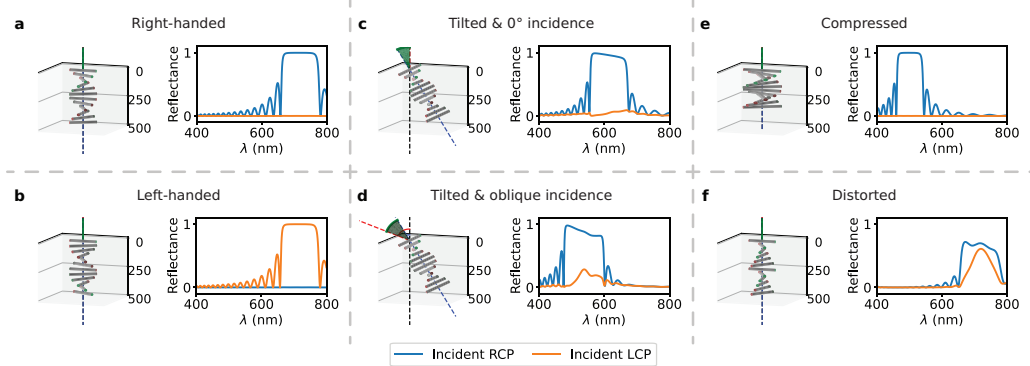 a Right-handed
0
250
500
Reflectance
1
0
400 600 800
λ (nm)
c Tilted & 0° incidence
0
250
500
Reflectance
1
0
400 600 800
λ (nm)
e Compressed
0
250
500
Reflectance
1
0
400 600 800
λ (nm)
b Left-handed
0
250
500
Reflectance
1
0
400 600 800
λ (nm)
d Tilted & oblique incidence
0
250
500
Reflectance
1
0
400 600 800
λ (nm)
f Distorted
0
250
500
Reflectance
1
0
400 600 800
λ (nm)
Incident RCP Incident LCP